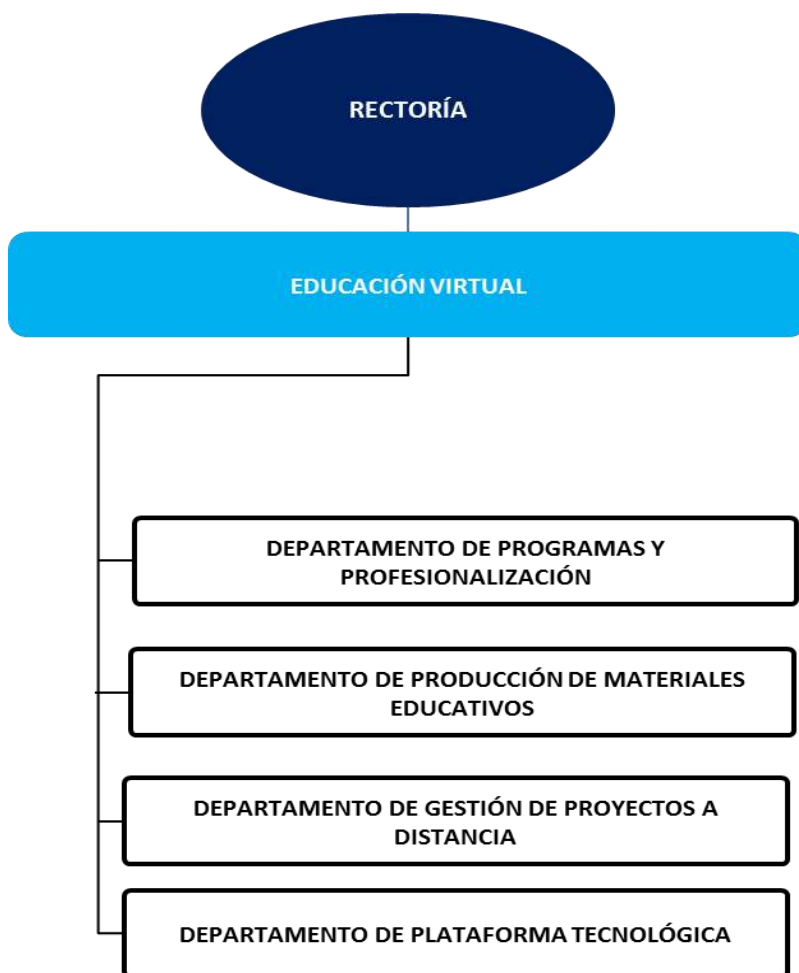 RECTORÍA
EDUCACIÓN VIRTUAL
DEPARTAMENTO DE PROGRAMAS Y
PROFESIONALIZACIÓN
DEPARTAMENTO DE PRODUCCIÓN DE MATERIALES
EDUCATIVOS
DEPARTAMENTO DE GESTIÓN DE PROYECTOS A
DISTANCIA
DEPARTAMENTO DE PLATAFORMA TECNOLÓGICA